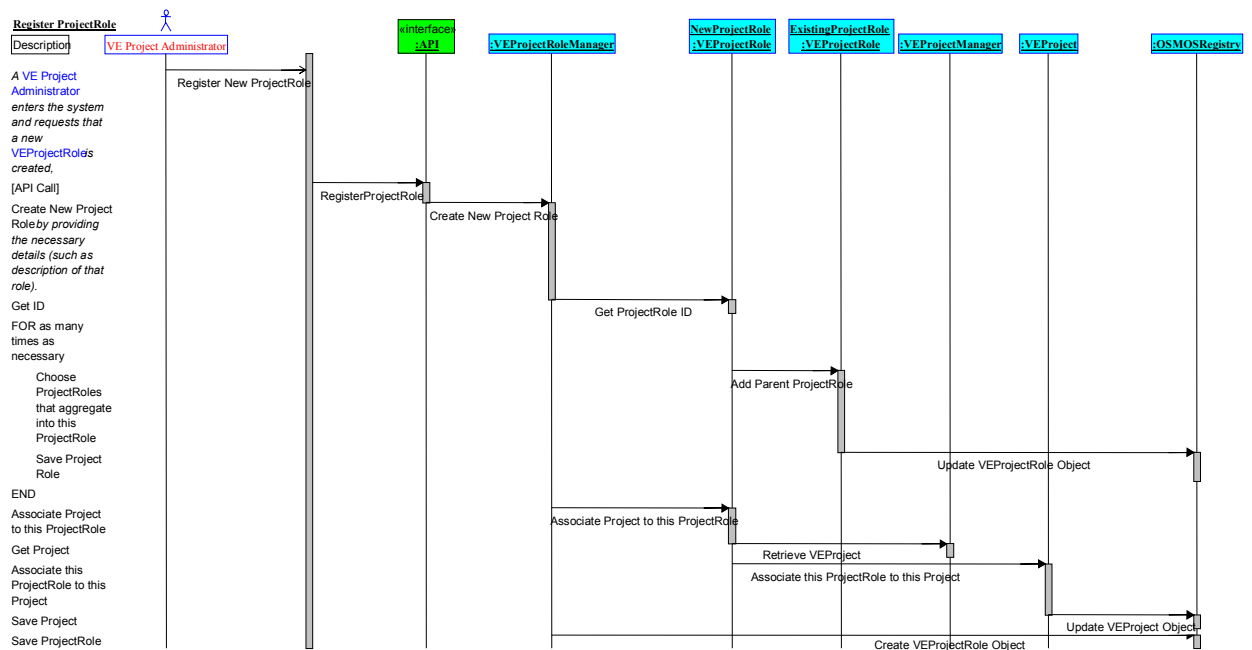 Register ProjectRole
Description
VE Project Administrator
«interface»
:API
:VEProjectRoleManager
NewProjectRole
:VEProjectRole
ExistingProjectRole
:VEProjectRole
:VEProjectManager
:VEProject
:OSMOSRegistry
A VE Project
Administrator
enters the system
and requests that
a new
VEProjectRole is
created,
[API Call]
Create New Project
Role by providing
the necessary
details (such as
description of that
role).
Get ID
FOR as many
times as
necessary
Choose
ProjectRoles
that aggregate
into this
ProjectRole
Save Project
Role
END
Associate Project
to this ProjectRole
Get Project
Associate this
ProjectRole to this
Project
Save Project
Save ProjectRole
Register New ProjectRole
RegisterProjectRole
Create New Project Role
Get ProjectRole ID
Add Parent ProjectRole
Update VEProjectRole Object
Associate Project to this ProjectRole
Retrieve VEProject
Associate this ProjectRole to this Project
Update VEProject Object
Create VEProjectRole Object